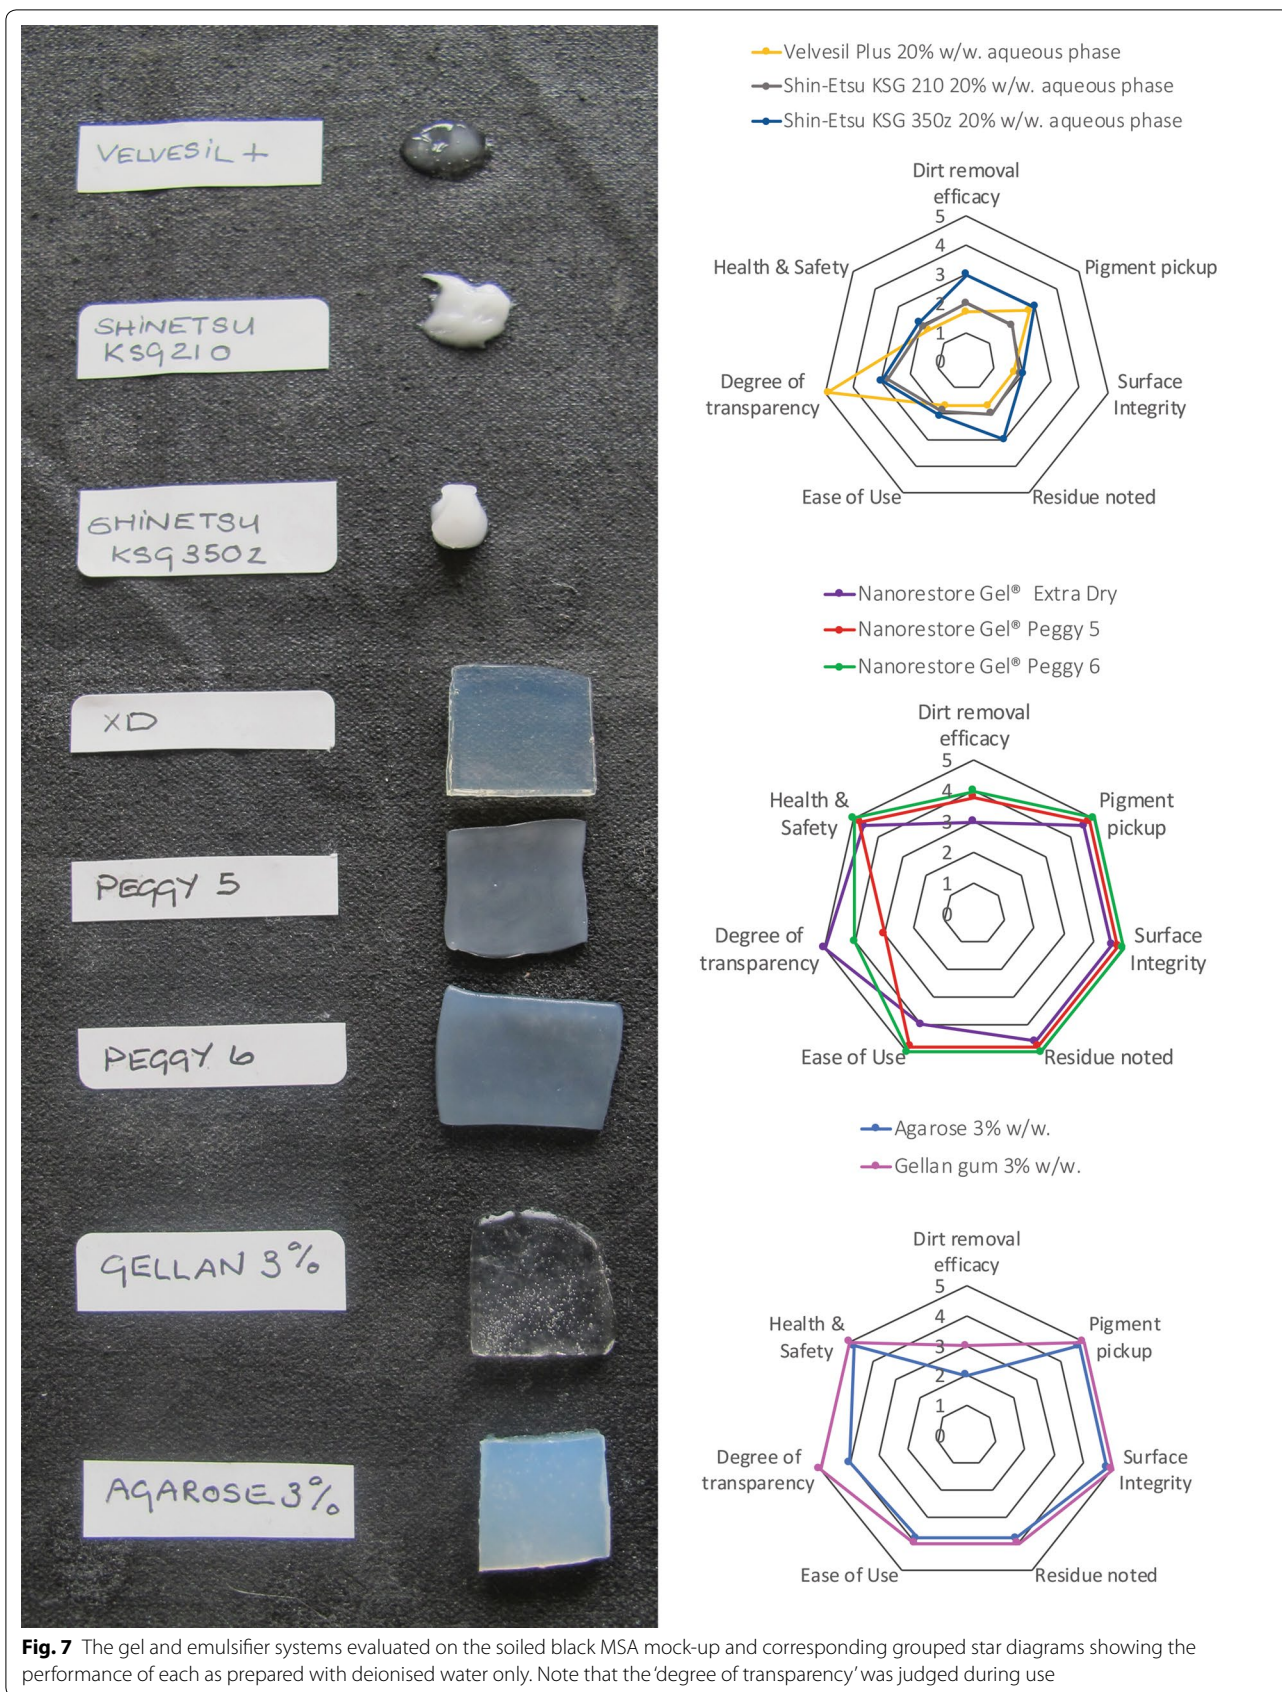 VELVESIL +
SHINETSU
KSG210
SHINETSU
KSG350Z
XD
PEGGY 5
PEGGY 6
GELLAN 3%
AGAROSE 3%
Velvesil Plus 20% w/w. aqueous phase
Shin-Etsu KSG 210 20% w/w. aqueous phase
Shin-Etsu KSG 350z 20% w/w. aqueous phase
Dirt removal
efficacy
5
4
3
2
1
0
Health & Safety
Pigment pickup
Degree of
transparency
Surface
Integrity
Ease of Use
Residue noted
Nanorestore Gel® Extra Dry
Nanorestore Gel® Peggy 5
Nanorestore Gel® Peggy 6
Dirt removal
efficacy
5
4
3
2
1
0
Health &
Safety
Pigment
pickup
Degree of
transparency
Surface
Integrity
Ease of Use
Residue noted
Agarose 3% w/w.
Gellan gum 3% w/w.
Dirt removal
efficacy
5
4
3
2
1
0
Health &
Safety
Pigment
pickup
Degree of
transparency
Surface
Integrity
Ease of Use
Residue noted
Fig. 7 The gel and emulsifier systems evaluated on the soiled black MSA mock-up and corresponding grouped star diagrams showing the
performance of each as prepared with deionised water only. Note that the ‘degree of transparency’ was judged during use